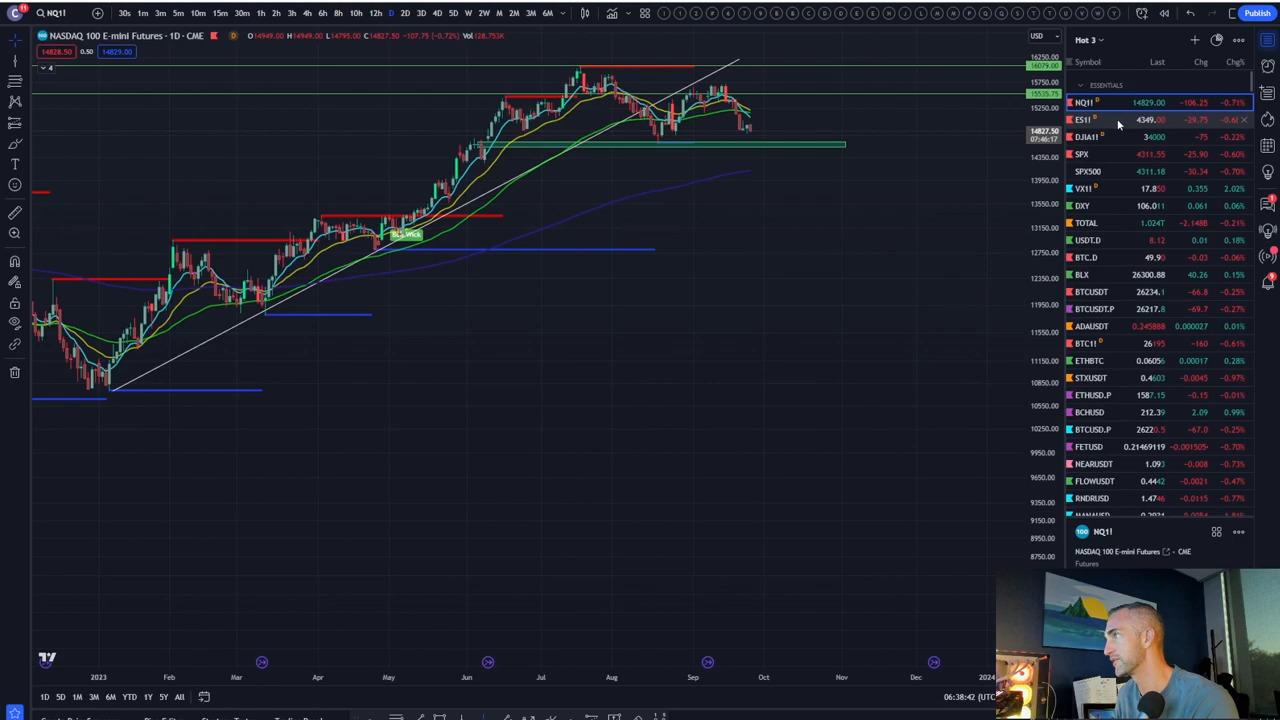 C 11 NQ1! 30s 1m 3m 5m 10m 15m 30m 1h 2h 3h 4h 6h 8h 10h 12h D 2D 3D 4D 5D W 2W M 2M 3M 6M Publish
NASDAQ 100 E-mini Futures · 1D · CME D O14949.00 H14949.00 L14795.00 C14827.50 -107.75 (-0.72%) Vol 128.753K
14828.50 0.50 14829.00
4
USD
16250.00
16079.00
15750.00
15535.75
15250.00
14827.50
07:46:17
14350.00
13950.00
13550.00
13150.00
12750.00
12350.00
11950.00
11550.00
11150.00
10850.00
10550.00
10250.00
9950.00
9650.00
9350.00
9150.00
8950.00
8750.00
Wick
2023 Feb Mar Apr May Jun Jul Aug Sep Oct Nov Dec 2024
1D 5D 1M 3M 6M YTD 1Y 5Y All
06:38:42 (UTC
Hot 3
Symbol Last Chg Chg%
ESSENTIALS
NQ1! D 14829.00 -106.25 -0.71%
ES1! D 4349.00 -29.75 -0.68
DJIA11! D 34000 -75 -0.22%
SPX 4311.55 -25.90 -0.60%
SPX500 4311.18 -30.34 -0.70%
VX1! D 17.850 0.355 2.02%
DXY 106.011 0.061 0.06%
TOTAL 1.024T -2.148B -0.21%
USDT.D 8.12 0.01 0.18%
BTC.D 49.90 -0.03 -0.06%
BLX 26300.88 40.26 0.15%
BTCUSDT 26234.1 -66.8 -0.25%
BTCUSDT.P 26217.8 -69.7 -0.27%
ADAUSDT 0.245888 0.000027 0.01%
BTC1! D 26195 -160 -0.61%
ETHBTC 0.06056 0.00017 0.28%
STXUSDT 0.4603 -0.0045 -0.97%
ETHUSD.P 1587.15 -0.15 -0.01%
BCHUSD 212.39 2.09 0.99%
BTCUSD.P 26220.5 -67.0 -0.25%
FETUSD 0.21469119 -0.001505 -0.70%
NEARUSDT 1.093 -0.008 -0.73%
FLOWUSDT 0.4442 -0.0021 -0.47%
RNDRUSD 1.4746 -0.0115 -0.77%
100 NQ1!
NASDAQ 100 E-mini Futures · CME
Futures